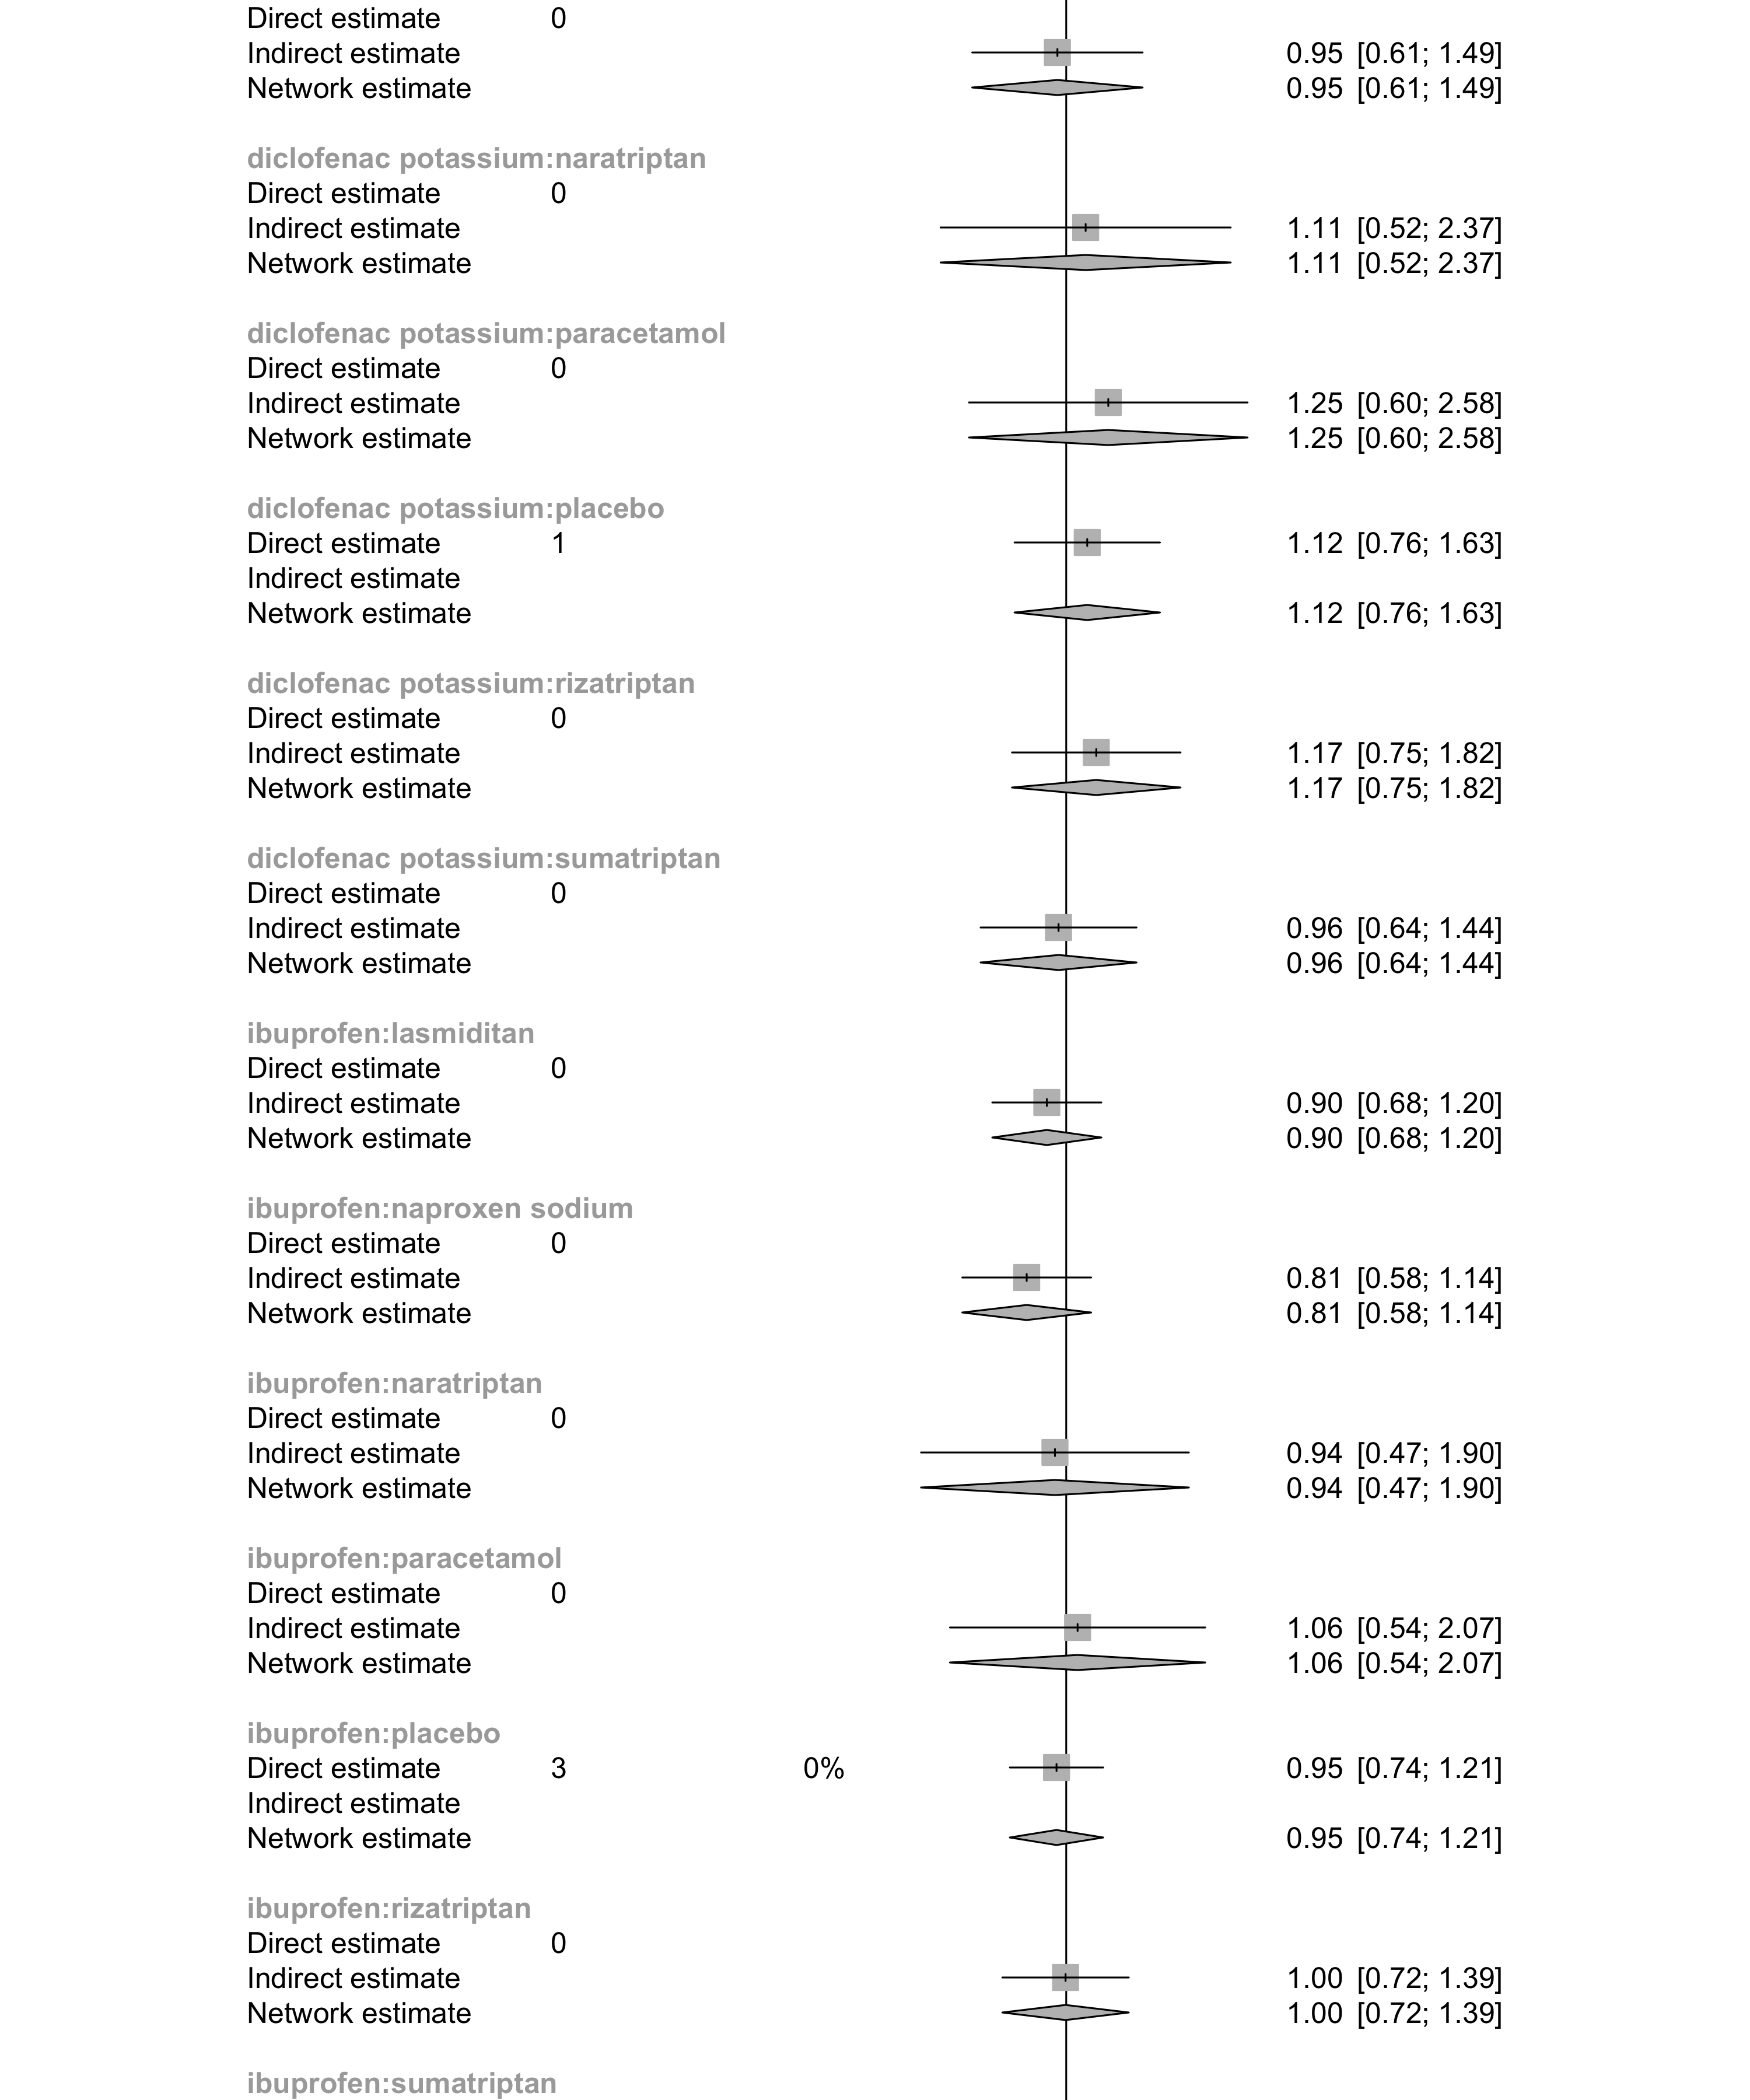 Direct estimate 0
Indirect estimate 0.95 [0.61; 1.49]
Network estimate 0.95 [0.61; 1.49]
diclofenac potassium:naratriptan
Direct estimate 0
Indirect estimate 1.11 [0.52; 2.37]
Network estimate 1.11 [0.52; 2.37]
diclofenac potassium:paracetamol
Direct estimate 0
Indirect estimate 1.25 [0.60; 2.58]
Network estimate 1.25 [0.60; 2.58]
diclofenac potassium:placebo
Direct estimate 1 1.12 [0.76; 1.63]
Indirect estimate
Network estimate 1.12 [0.76; 1.63]
diclofenac potassium:rizatriptan
Direct estimate 0
Indirect estimate 1.17 [0.75; 1.82]
Network estimate 1.17 [0.75; 1.82]
diclofenac potassium:sumatriptan
Direct estimate 0
Indirect estimate 0.96 [0.64; 1.44]
Network estimate 0.96 [0.64; 1.44]
ibuprofen:lasmiditan
Direct estimate 0
Indirect estimate 0.90 [0.68; 1.20]
Network estimate 0.90 [0.68; 1.20]
ibuprofen:naproxen sodium
Direct estimate 0
Indirect estimate 0.81 [0.58; 1.14]
Network estimate 0.81 [0.58; 1.14]
ibuprofen:naratriptan
Direct estimate 0
Indirect estimate 0.94 [0.47; 1.90]
Network estimate 0.94 [0.47; 1.90]
ibuprofen:paracetamol
Direct estimate 0
Indirect estimate 1.06 [0.54; 2.07]
Network estimate 1.06 [0.54; 2.07]
ibuprofen:placebo
Direct estimate 3 0% 0.95 [0.74; 1.21]
Indirect estimate
Network estimate 0.95 [0.74; 1.21]
ibuprofen:rizatriptan
Direct estimate 0
Indirect estimate 1.00 [0.72; 1.39]
Network estimate 1.00 [0.72; 1.39]
ibuprofen:sumatriptan